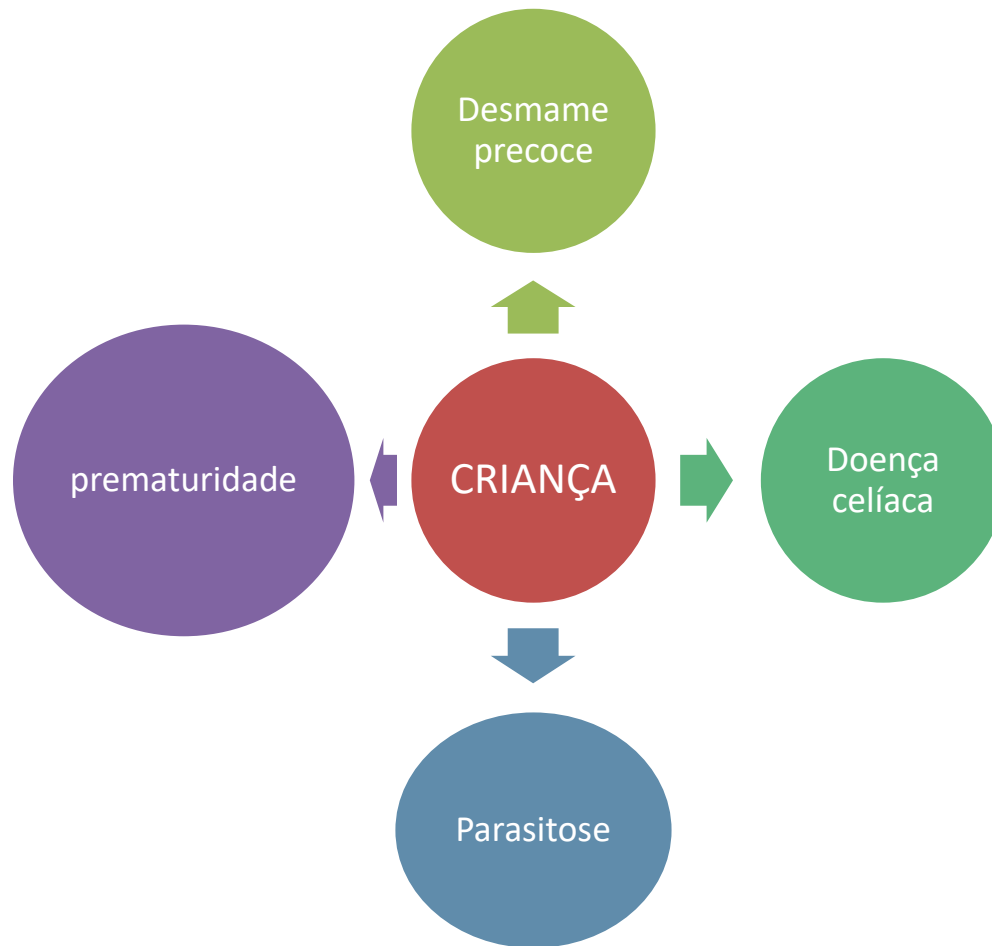 Desmame
precoce
prematuridade
CRIANÇA
Doença
celíaca
Parasitose